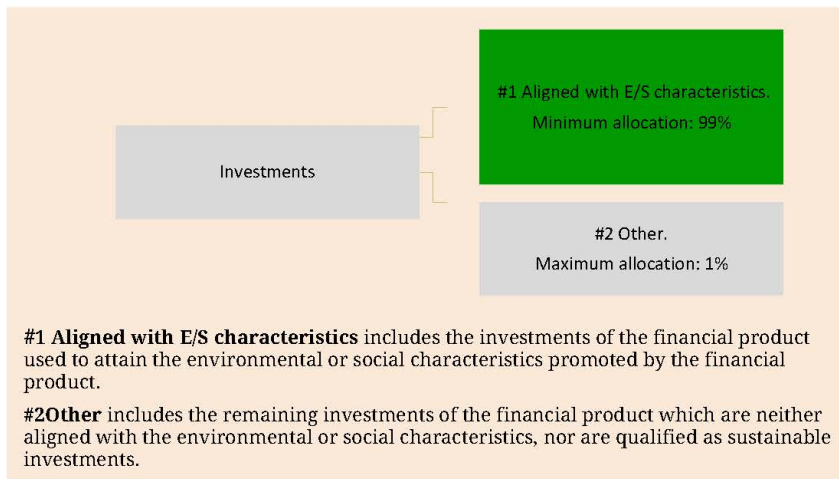 #1 Aligned with E/S characteristics.
Minimum allocation: 99%
Investments
#2 Other.
Maximum allocation: 1%
#1 Aligned with E/S characteristics includes the investments of the financial product
used to attain the environmental or social characteristics promoted by the financial
product.
#2Other includes the remaining investments of the financial product which are neither
aligned with the environmental or social characteristics, nor are qualified as sustainable
investments.